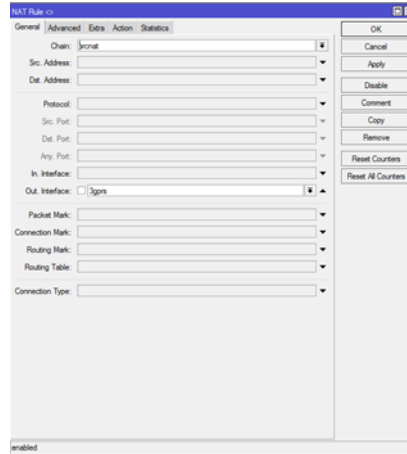 NAT Rule <>
General Advanced Extra Action Statistics
Chain: srcnat
Src. Address:
Dst. Address:
Protocol:
Src. Port:
Dst. Port:
Any. Port:
In. Interface:
Out. Interface: 3gprs
Packet Mark:
Connection Mark:
Routing Mark:
Routing Table:
Connection Type:
OK
Cancel
Apply
Disable
Comment
Copy
Remove
Reset Counters
Reset All Counters
enabled